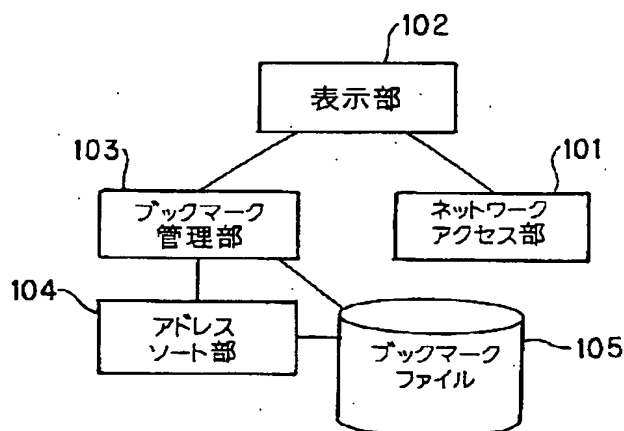 102
表示部
103
101
ブックマーク
管理部
ネットワーク
アクセス部
104
アドレス
ソート部
ブックマーク
ファイル
105